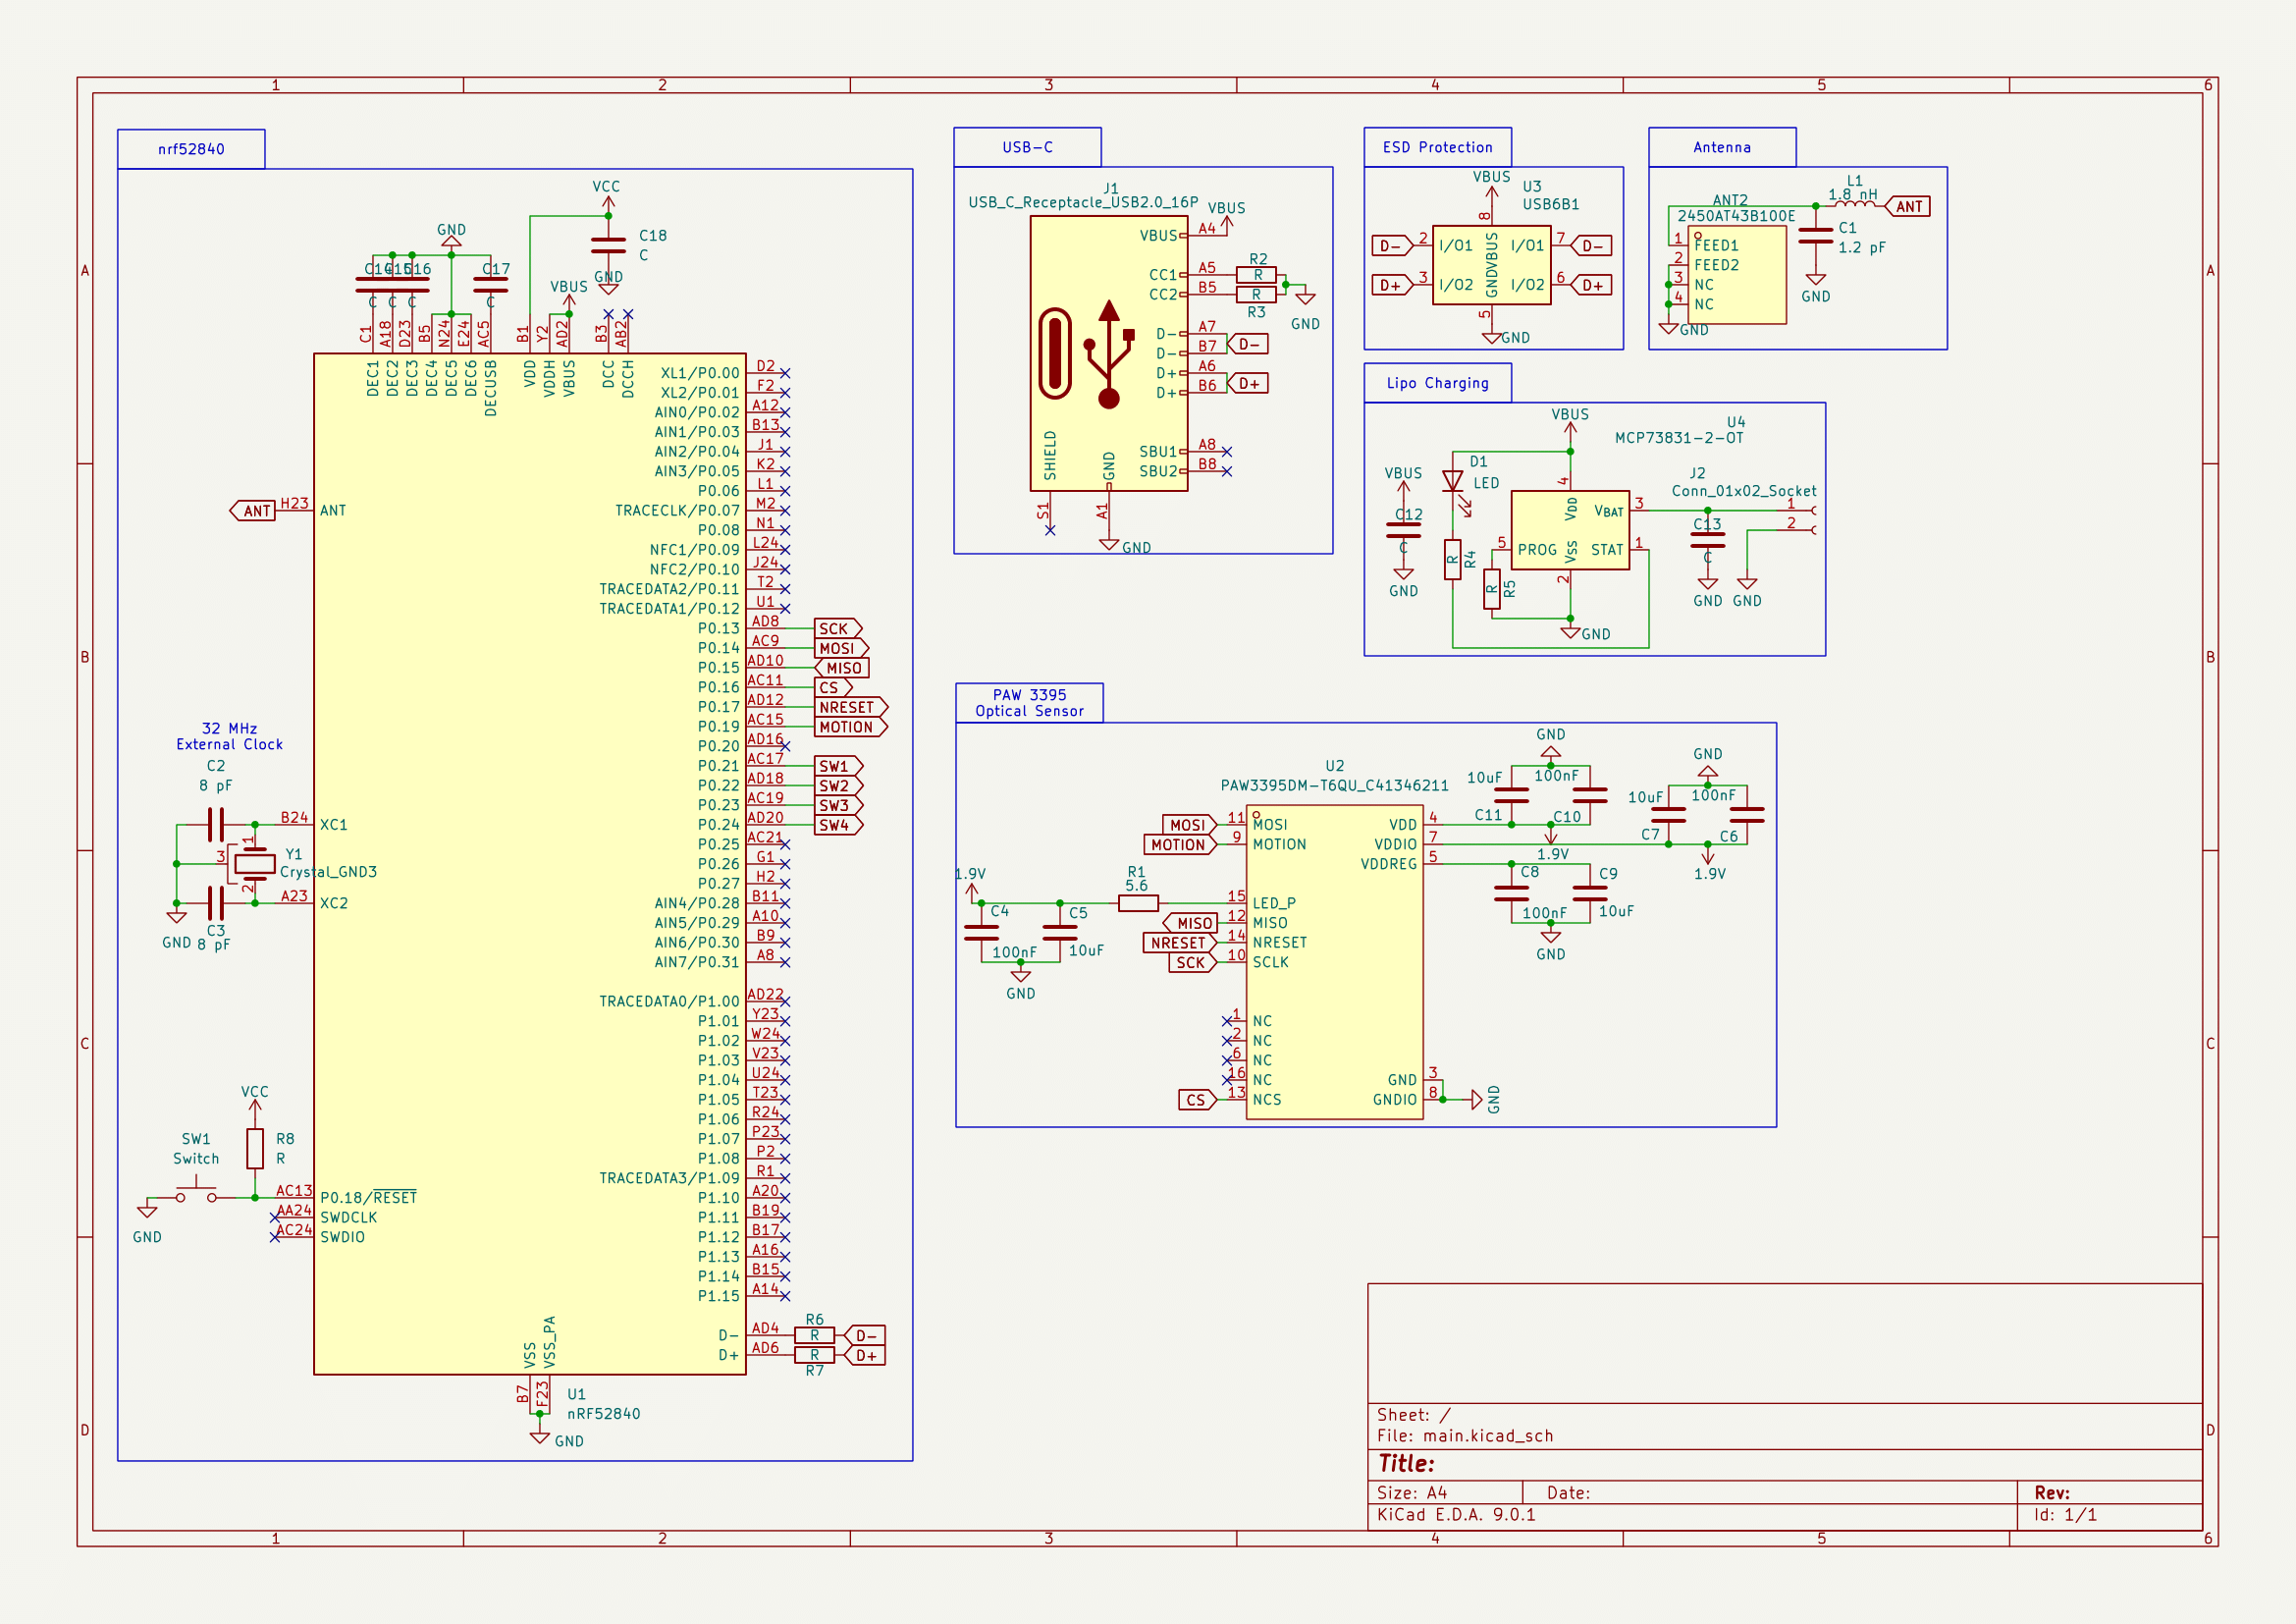 1 2 3 4 5 6
A
B
C
D
nrf52840
VCC
C18
C
GND
GND
C14 C15 C16
C C C
C17
C
VBUS
C1 A18 D23 B5 N24 E24 AC5 B1 Y2 AD2 B3 AB2
DEC1 DEC2 DEC3 DEC4 DEC5 DEC6 DECUSB VDD VDDH VBUS DCC DCCH
XL1/P0.00 D2
XL2/P0.01 F2
AIN0/P0.02 A12
AIN1/P0.03 B13
AIN2/P0.04 J1
AIN3/P0.05 K2
P0.06 L1
ANT H23 ANT
TRACECLK/P0.07 M2
P0.08 N1
NFC1/P0.09 L24
NFC2/P0.10 J24
TRACEDATA2/P0.11 T2
TRACEDATA1/P0.12 U1
P0.13 AD8 SCK
P0.14 AC9 MOSI
P0.15 AD10 MISO
P0.16 AC11 CS
P0.17 AD12 NRESET
P0.19 AC15 MOTION
P0.20 AD16
P0.21 AC17 SW1
P0.22 AD18 SW2
P0.23 AC19 SW3
P0.24 AD20 SW4
P0.25 AC21
P0.26 G1
P0.27 H2
AIN4/P0.28 B11
AIN5/P0.29 A10
AIN6/P0.30 B9
AIN7/P0.31 A8
TRACEDATA0/P1.00 AD22
P1.01 Y23
P1.02 W24
P1.03 V23
P1.04 U24
P1.05 T23
P1.06 R24
P1.07 P23
P1.08 P2
TRACEDATA3/P1.09 R1
P1.10 A20
P1.11 B19
P1.12 B17
P1.13 A16
P1.14 B15
P1.15 A14
D- AD4 R D-
D+ AD6 R D+
R6
R7
32 MHz
External Clock
C2
8 pF
B24 XC1
1
3
2
Y1
Crystal_GND3
A23 XC2
C3
8 pF
GND
VCC
SW1
Switch
R8
R
AC13 P0.18/RESET
AA24 SWDCLK
AC24 SWDIO
GND
VSS VSS_PA
B7 F23
U1
nRF52840
GND
USB-C
J1
USB_C_Receptacle_USB2.0_16P
VBUS
VBUS A4
R2
CC1 A5 R
CC2 B5 R
R3
GND
D- A7
D- B7
D-
D+ A6
D+ B6
D+
SBU1 A8
SBU2 B8
SHIELD GND
S1 A1
GND
ESD Protection
VBUS
U3
USB6B1
8
D- 2 I/O1 I/O1 7 D-
D+ 3 I/O2 I/O2 6 D+
GND VBUS
5
GND
Antenna
L1
1.8 nH
ANT
ANT2
2450AT43B100E
C1
1.2 pF
GND
1 FEED1
2 FEED2
3 NC
4 NC
GND
Lipo Charging
VBUS
U4
MCP73831-2-OT
D1
LED
VBUS
C12
C
GND
R R4
R R5
4
VDD
VBAT 3
5 PROG
VSS
STAT 1
2
GND
J2
Conn_01x02_Socket
1
2
C13
C
GND
GND
PAW 3395
Optical Sensor
U2
PAW3395DM-T6QU_C41346211
MOSI 11 MOSI
MOTION 9 MOTION
15 LED_P
MISO 12 MISO
NRESET 14 NRESET
SCK 10 SCLK
1 NC
2 NC
6 NC
16 NC
CS 13 NCS
VDD 4
VDDIO 7
VDDREG 5
GND 3
GNDIO 8
GND
1.9V
R1
5.6
C4
100nF
C5
10uF
GND
GND
10uF 100nF
C11 C10
1.9V
GND
10uF 100nF
C7 C6
1.9V
C8
100nF
C9
10uF
GND
Sheet: /
File: main.kicad_sch
Title:
Size: A4 Date: Rev:
KiCad E.D.A. 9.0.1 Id: 1/1
A
B
C
D
1 2 3 4 5 6